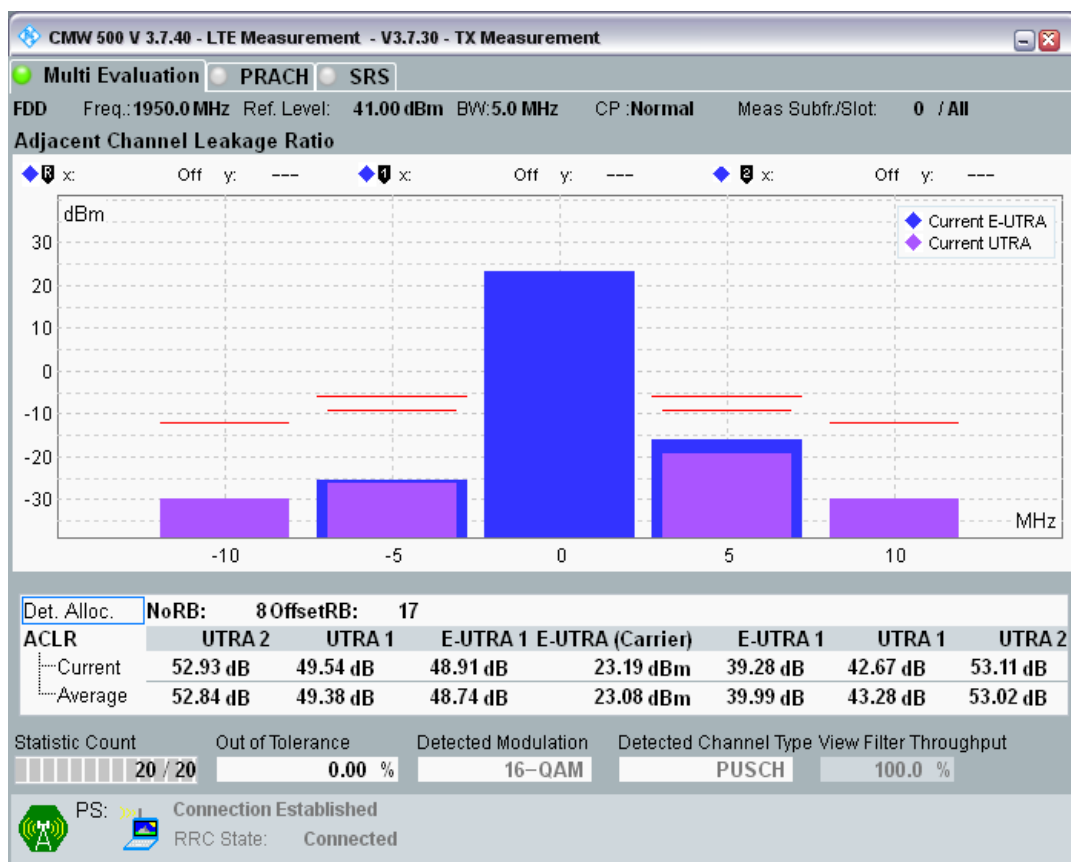 CMW 500 V 3.7.40 - LTE Measurement - V3.7.30 - TX Measurement
Multi Evaluation PRACH SRS
FDD Freq.: 1950.0 MHz Ref. Level: 41.00 dBm BW: 5.0 MHz CP : Normal Meas Subfr./Slot: 0 / All
Adjacent Channel Leakage Ratio
R x: Off y: --- 1 x: Off y: --- 2 x: Off y: ---
dBm
Current E-UTRA
Current UTRA
30
20
10
0
-10
-20
-30
MHz
-10 -5 0 5 10
Det. Alloc. NoRB: 8 OffsetRB: 17
ACLR UTRA 2 UTRA 1 E-UTRA 1 E-UTRA (Carrier) E-UTRA 1 UTRA 1 UTRA 2
Current 52.93 dB 49.54 dB 48.91 dB 23.19 dBm 39.28 dB 42.67 dB 53.11 dB
Average 52.84 dB 49.38 dB 48.74 dB 23.08 dBm 39.99 dB 43.28 dB 53.02 dB
Statistic Count Out of Tolerance Detected Modulation Detected Channel Type View Filter Throughput
20 / 20 0.00 % 16-QAM PUSCH 100.0 %
PS: Connection Established
RRC State: Connected